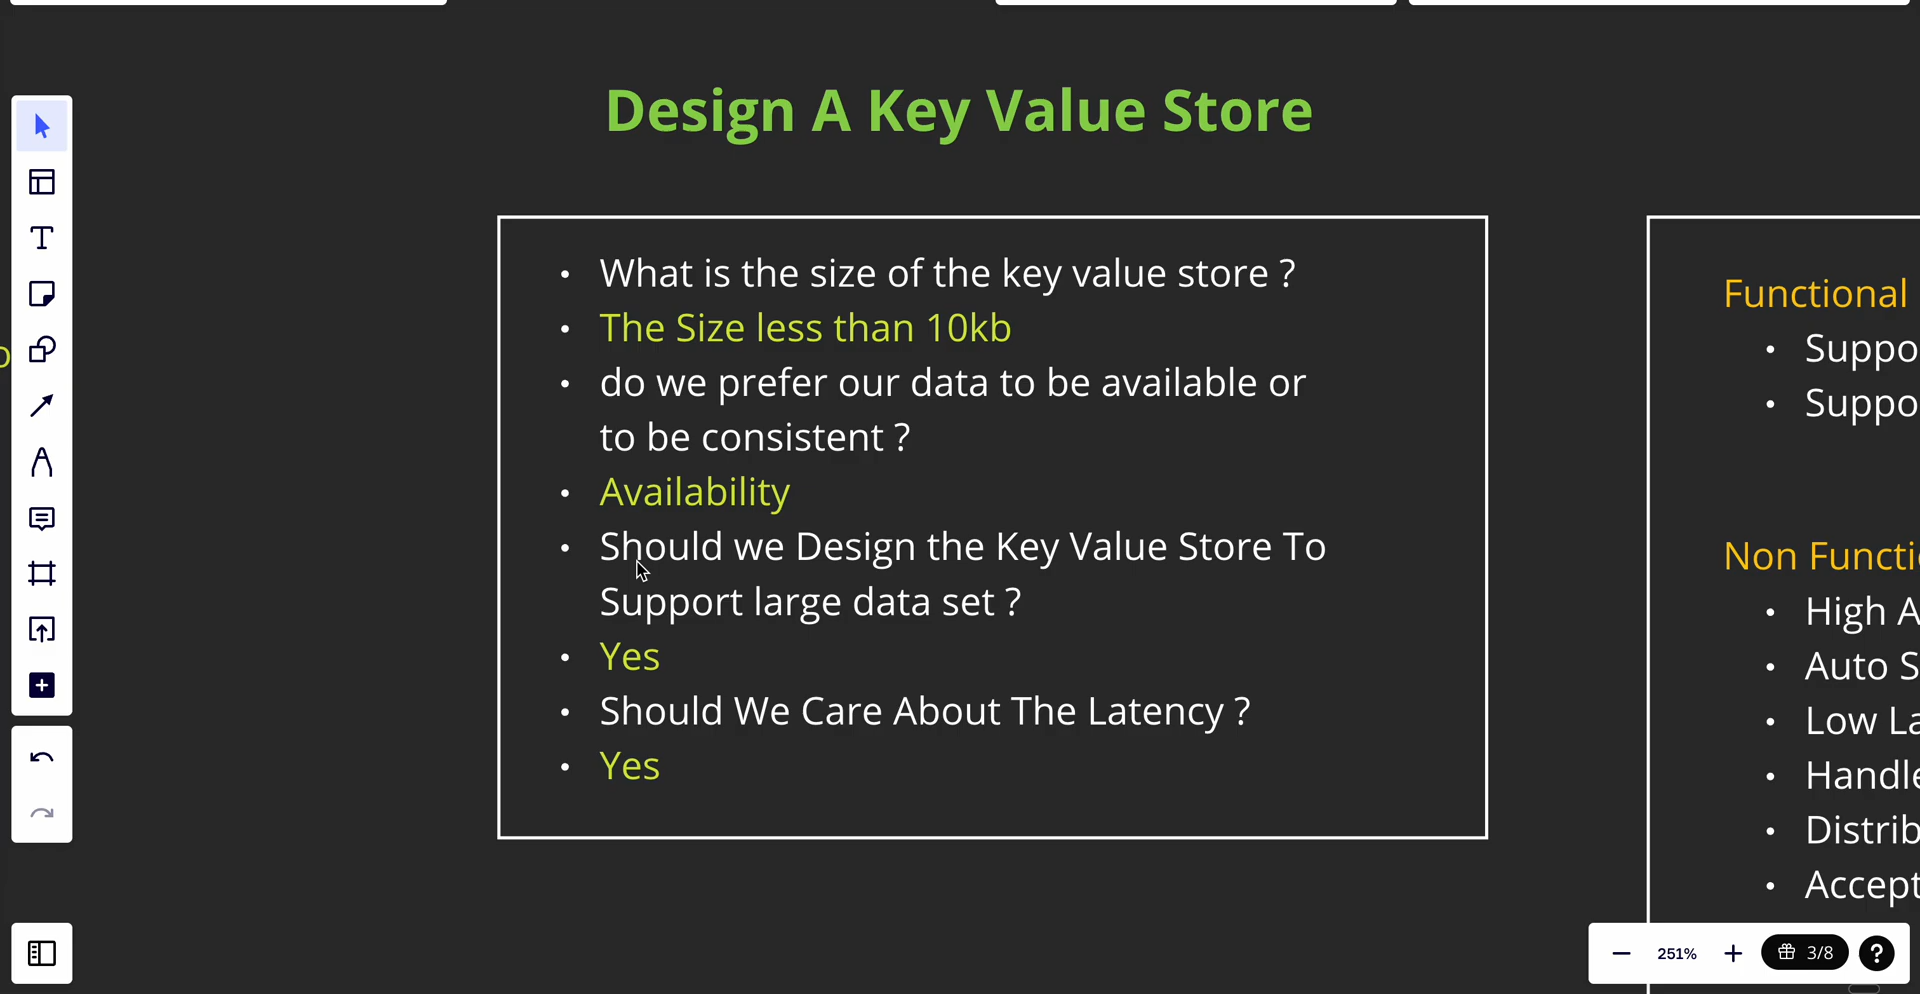 Design A Key Value Store
What is the size of the key value store ?
The Size less than 10kb
do we prefer our data to be available or
to be consistent ?
Availability
Should we Design the Key Value Store To
Support large data set ?
Yes
Should We Care About The Latency ?
Yes
Functional
Suppo
Suppo
Non Functi
High A
Auto S
Low La
Handle
Distrib
Accept
251%
3/8
?